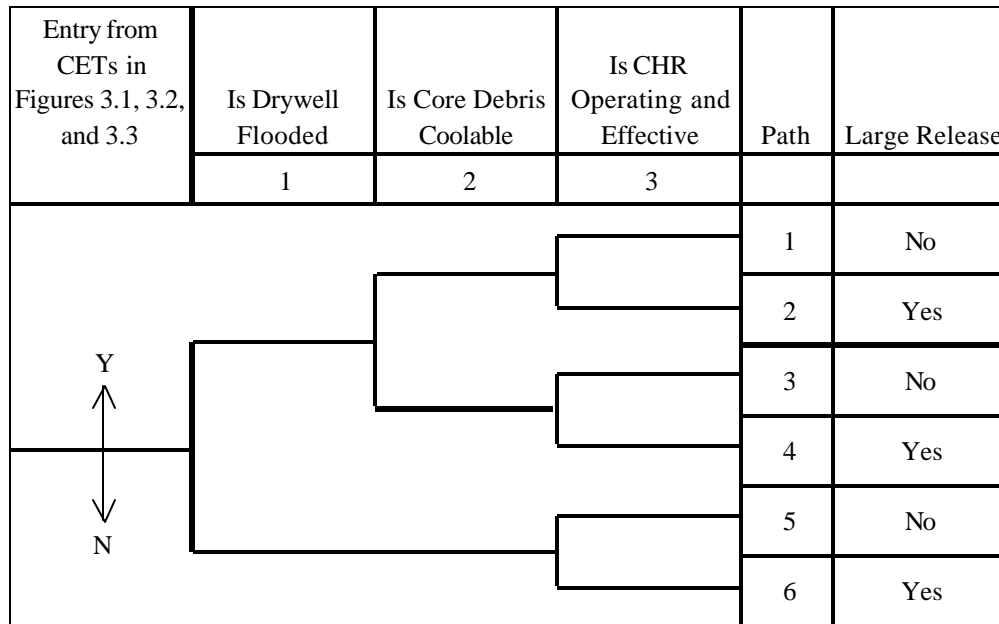 Entry from
CETs in
Figures 3.1, 3.2,
and 3.3
Is Drywell
Flooded
Is Core Debris
Coolable
Is CHR
Operating and
Effective
Path
Large Release
1
2
3
1
No
2
Yes
3
No
4
Yes
5
No
6
Yes
Y
N